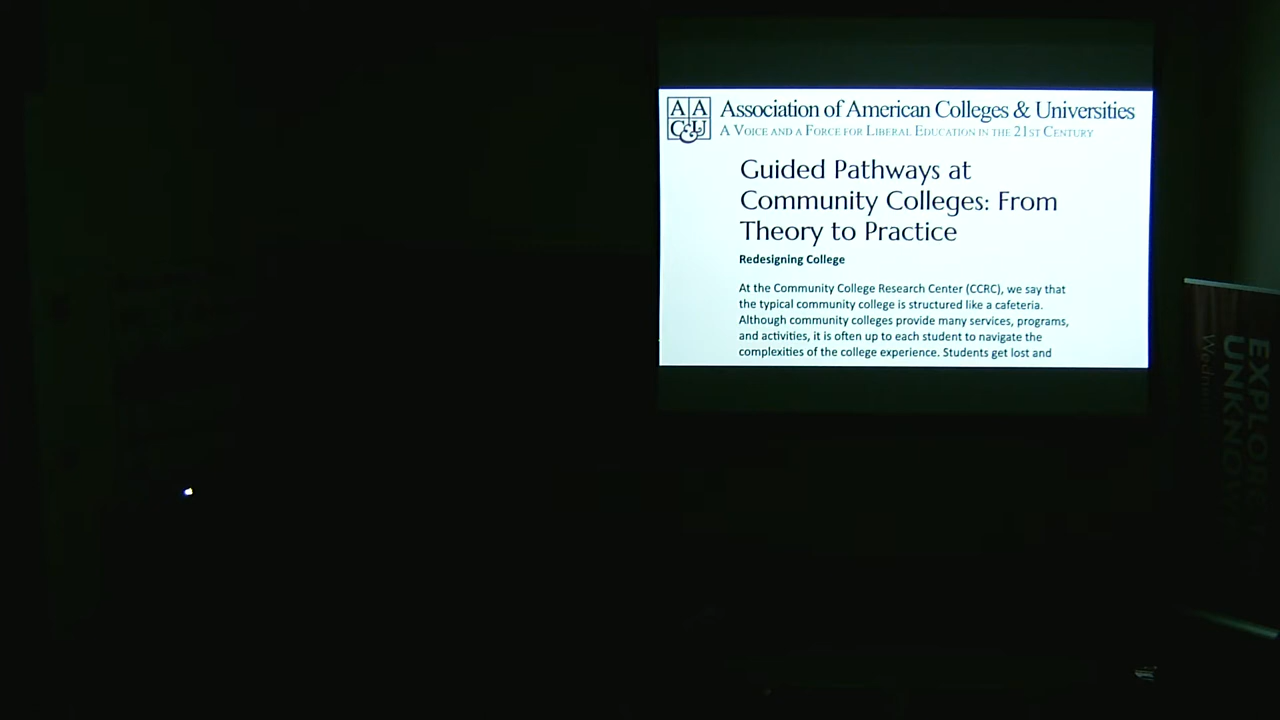 AA
C&U
Association of American Colleges & Universities
A Voice and a Force for Liberal Education in the 21st Century
Guided Pathways at
Community Colleges: From
Theory to Practice
Redesigning College
At the Community College Research Center (CCRC), we say that
the typical community college is structured like a cafeteria.
Although community colleges provide many services, programs,
and activities, it is often up to each student to navigate the
complexities of the college experience. Students get lost and